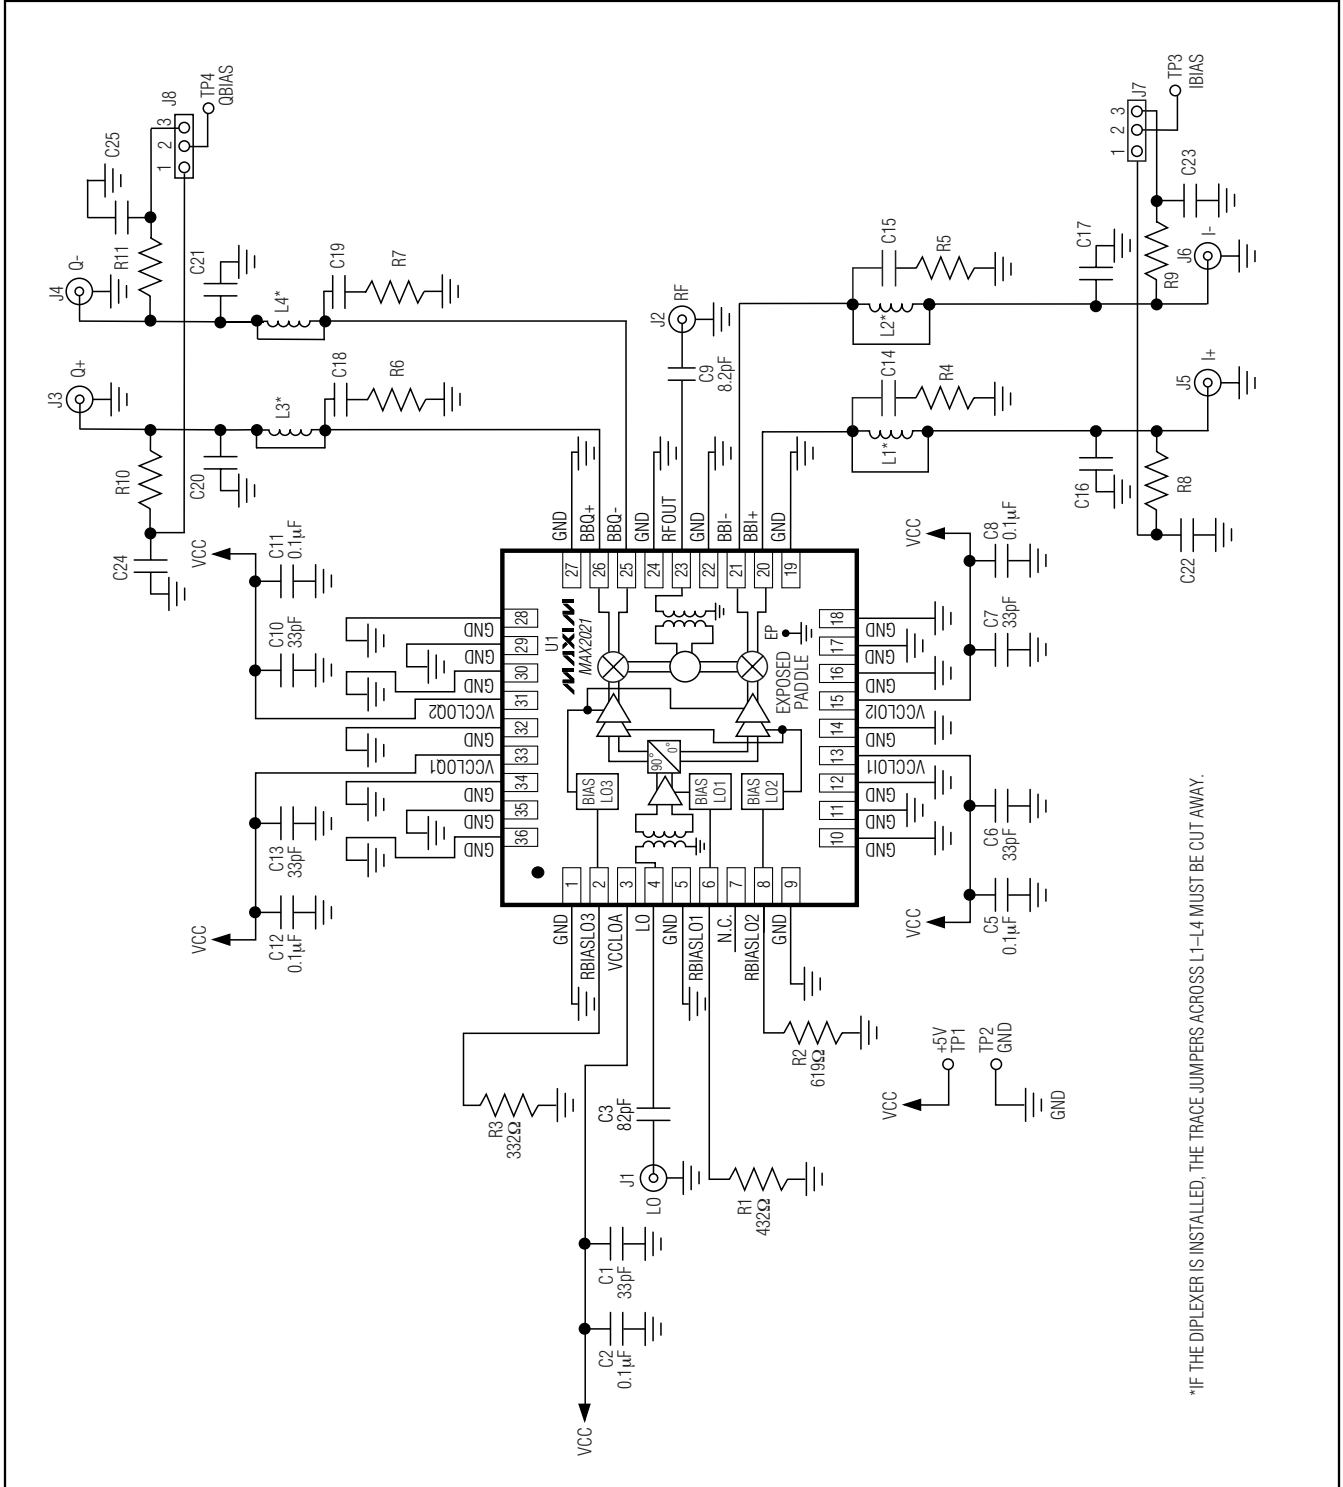 J8
TP4
QBIAS
1
2
3
C25
J4
Q-
R11
C21
L4*
C19
R7
J3
Q+
L3*
C18
R6
R10
C20
C24
VCC
C11
0.1µF
C10
33pF
J7
TP3
IBIAS
1
2
3
C23
C15
R5
C17
R9
J6
I-
L2*
J2
RF
C9
8.2pF
C14
R4
J5
I+
L1*
C16
R8
C22
VCC
C8
0.1µF
C7
33pF
GND
BBQ+
BBQ-
GND
RFOUT
GND
BBI-
BBI+
GND
27
26
25
24
23
22
21
20
19
28
29
30
31
32
33
34
35
36
GND
GND
GND
VCCLOQ2
GND
VCCLOQ1
GND
GND
GND
U1
MAXIM
MAX2021
EP
EXPOSED
PADDLE
90°
0°
BIAS
LO3
BIAS
LO1
BIAS
LO2
18
17
16
15
14
13
12
11
10
GND
GND
GND
VCCLOI2
GND
VCCLOI1
GND
GND
GND
1
2
3
4
5
6
7
8
9
GND
RBIASLO3
VCCLOA
LO
GND
RBIASLO1
N.C.
RBIASLO2
GND
VCC
C13
33pF
C12
0.1µF
VCC
C6
33pF
C5
0.1µF
R3
332Ω
C3
82pF
J1
LO
R1
432Ω
R2
619Ω
VCC
+5V
TP1
TP2
GND
GND
C1
33pF
C2
0.1µF
VCC
*IF THE DIPLEXER IS INSTALLED, THE TRACE JUMPERS ACROSS L1–L4 MUST BE CUT AWAY.